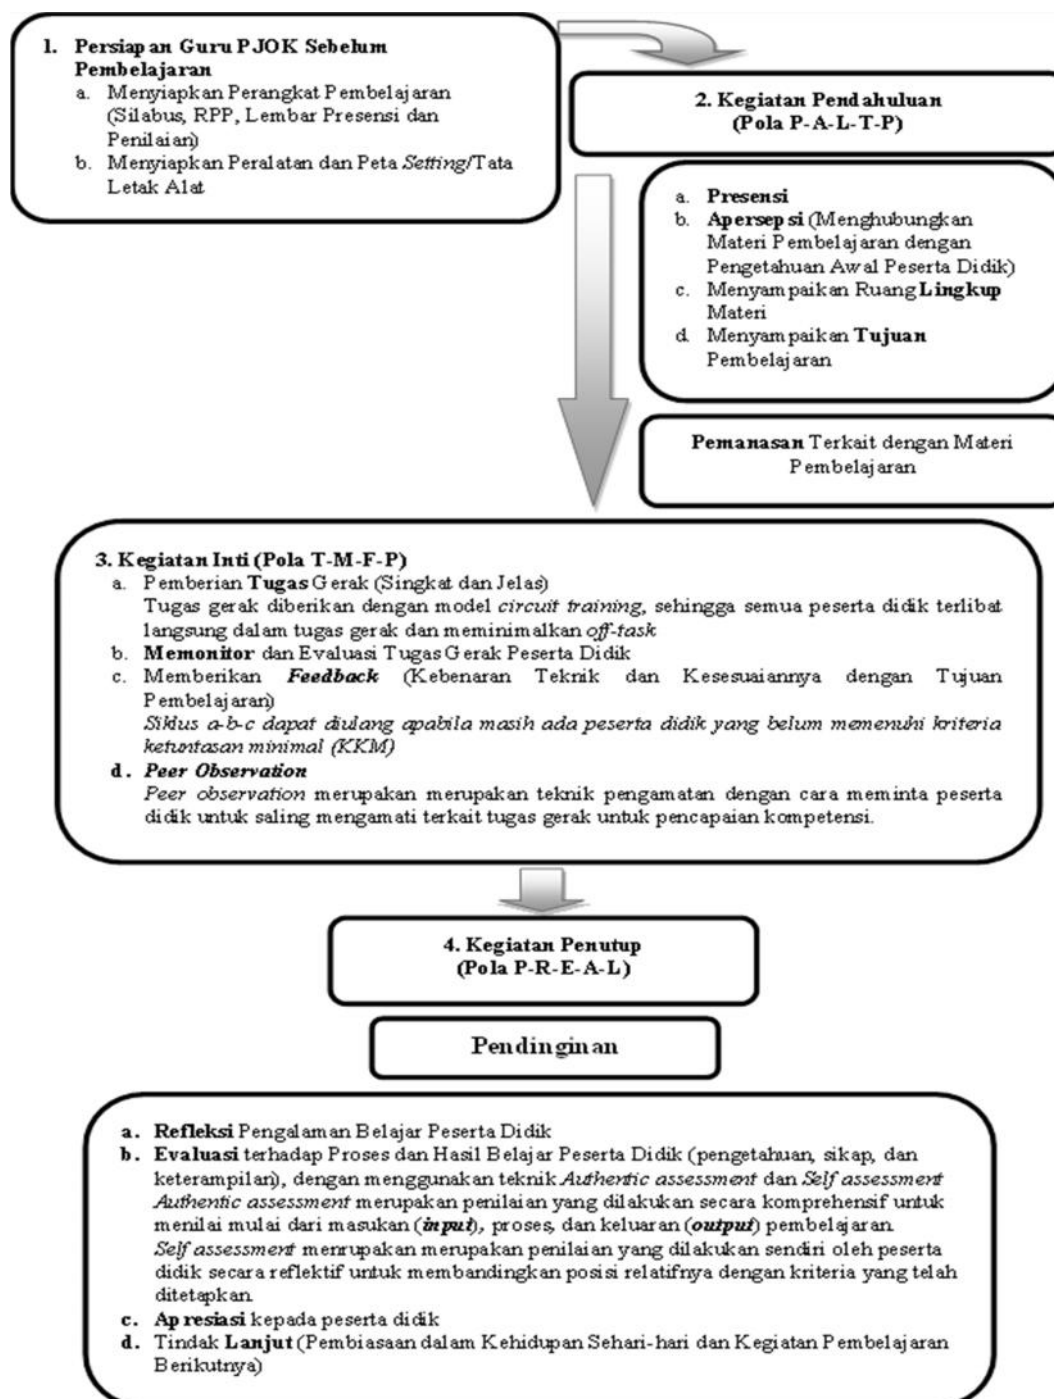 1. Persiapan Guru PJOK Sebelum
Pembelajaran
a. Menyiapkan Perangkat Pembelajaran
(Silabus, RPP, Lembar Presensi dan
Penilaian)
b. Menyiapkan Peralatan dan Peta Setting/Tata
Letak Alat
2. Kegiatan Pendahuluan
(Pola P-A-L-T-P)
a. Presensi
b. Apersepsi (Menghubungkan
Materi Pembelajaran dengan
Pengetahuan Awal Peserta Didik)
c. Menyampaikan Ruang Lingkup
Materi
d. Menyampaikan Tujuan
Pembelajaran
Pemanasan Terkait dengan Materi
Pembelajaran
3. Kegiatan Inti (Pola T-M-F-P)
a. Pemberian Tugas Gerak (Singkat dan Jelas)
Tugas gerak diberikan dengan model circuit training, sehingga semua peserta didik terlibat
langsung dalam tugas gerak dan meminimalkan off-task
b. Memonitor dan Evaluasi Tugas Gerak Peserta Didik
c. Memberikan Feedback (Kebenaran Teknik dan Kesesuaiannya dengan Tujuan
Pembelajaran)
Siklus a-b-c dapat diulang apabila masih ada peserta didik yang belum memenuhi kriteria
ketuntasan minimal (KKM)
d. Peer Observation
Peer observation merupakan merupakan teknik pengamatan dengan cara meminta peserta
didik untuk saling mengamati terkait tugas gerak untuk pencapaian kompetensi.
4. Kegiatan Penutup
(Pola P-R-E-A-L)
Pendinginan
a. Refleksi Pengalaman Belajar Peserta Didik
b. Evaluasi terhadap Proses dan Hasil Belajar Peserta Didik (pengetahuan, sikap, dan
keterampilan), dengan menggunakan teknik Authentic assessment dan Self assessment
Authentic assessment merupakan penilaian yang dilakukan secara komprehensif untuk
menilai mulai dari masukan (input), proses, dan keluaran (output) pembelajaran.
Self assessment menrupakan merupakan penilaian yang dilakukan sendiri oleh peserta
didik secara reflektif untuk membandingkan posisi relatifnya dengan kriteria yang telah
ditetapkan.
c. Apresiasi kepada peserta didik
d. Tindak Lanjut (Pembiasaan dalam Kehidupan Sehari-hari dan Kegiatan Pembelajaran
Berikutnya)